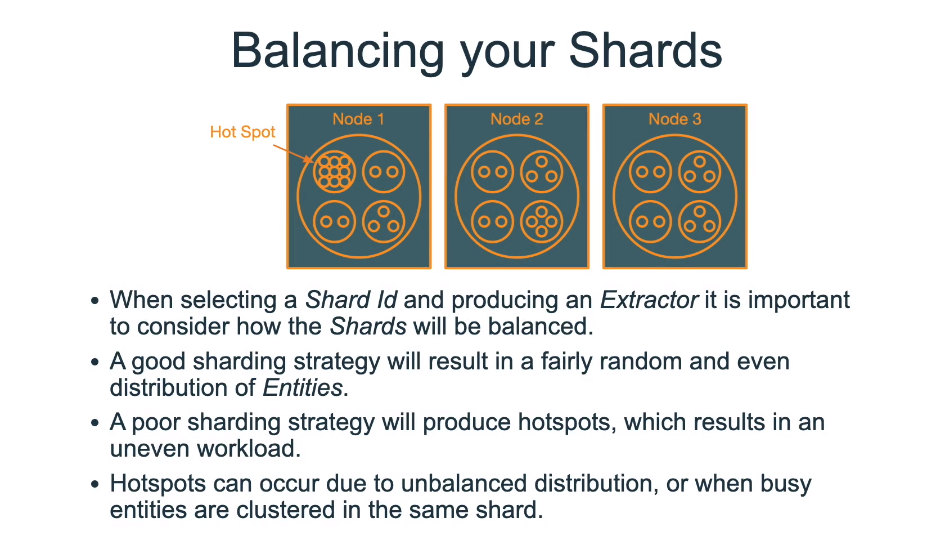 Balancing your Shards
Node 1
Node 2
Node 3
Hot Spot
• When selecting a Shard Id and producing an Extractor it is important
to consider how the Shards will be balanced.
• A good sharding strategy will result in a fairly random and even
distribution of Entities.
• A poor sharding strategy will produce hotspots, which results in an
uneven workload.
• Hotspots can occur due to unbalanced distribution, or when busy
entities are clustered in the same shard.